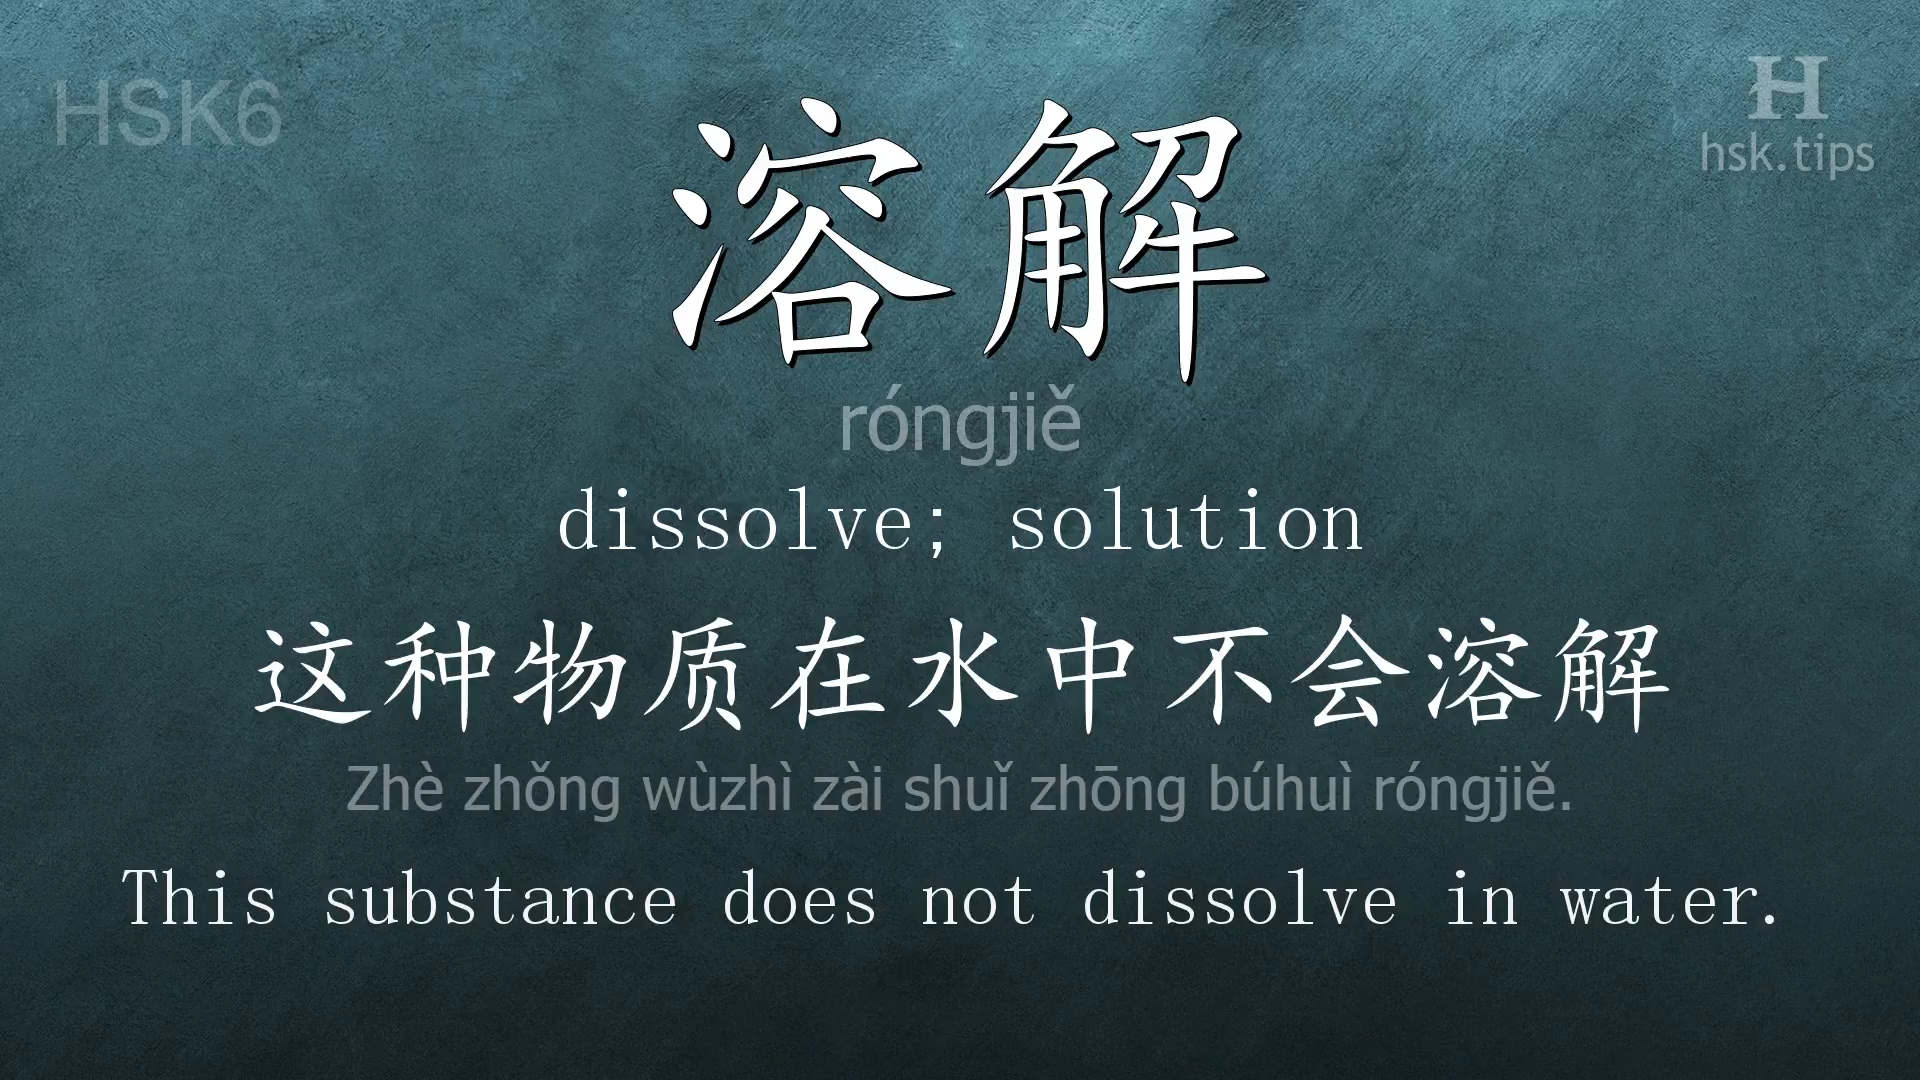 HSK6
H
hsk.tips
溶解
róngjiě
dissolve; solution
这种物质在水中不会溶解
Zhè zhǒng wùzhì zài shuǐ zhōng búhuì róngjiě.
This substance does not dissolve in water.